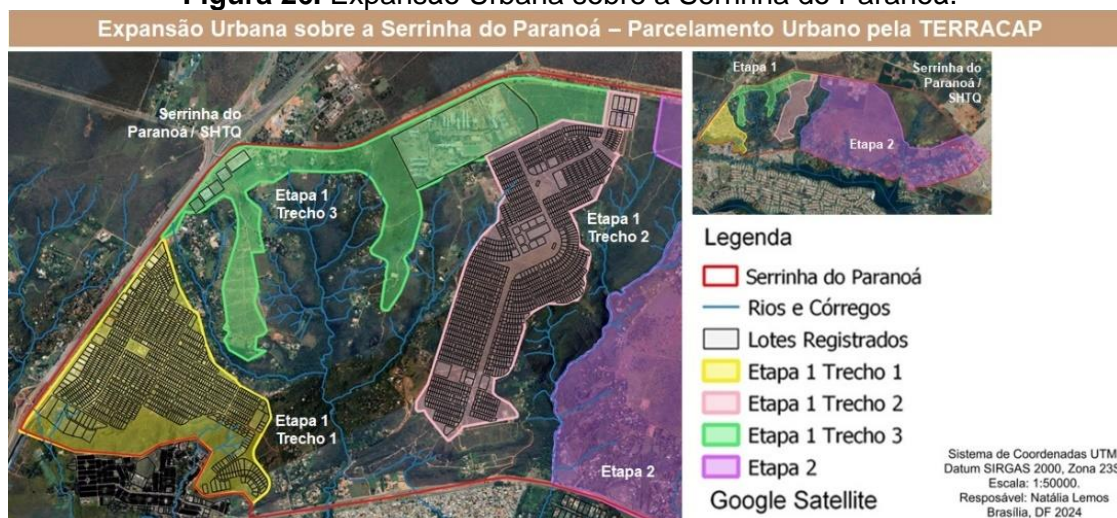 Figura 26. Expansão Urbana sobre a Serrinha do Paranoá.
Expansão Urbana sobre a Serrinha do Paranoá – Parcelamento Urbano pela TERRACAP
Serrinha do
Paranoá / SHTQ
Etapa 1
Trecho 3
Etapa 1
Trecho 2
Etapa 1
Trecho 1
Etapa 2
Etapa 1
Serrinha do
Paranoá /
SHTQ
Etapa 2
Legenda
Serrinha do Paranoá
Rios e Córregos
Lotes Registrados
Etapa 1 Trecho 1
Etapa 1 Trecho 2
Etapa 1 Trecho 3
Etapa 2
Google Satellite
Sistema de Coordenadas UTM
Datum SIRGAS 2000, Zona 23S
Escala: 1:50000.
Resposável: Natália Lemos
Brasília, DF 2024